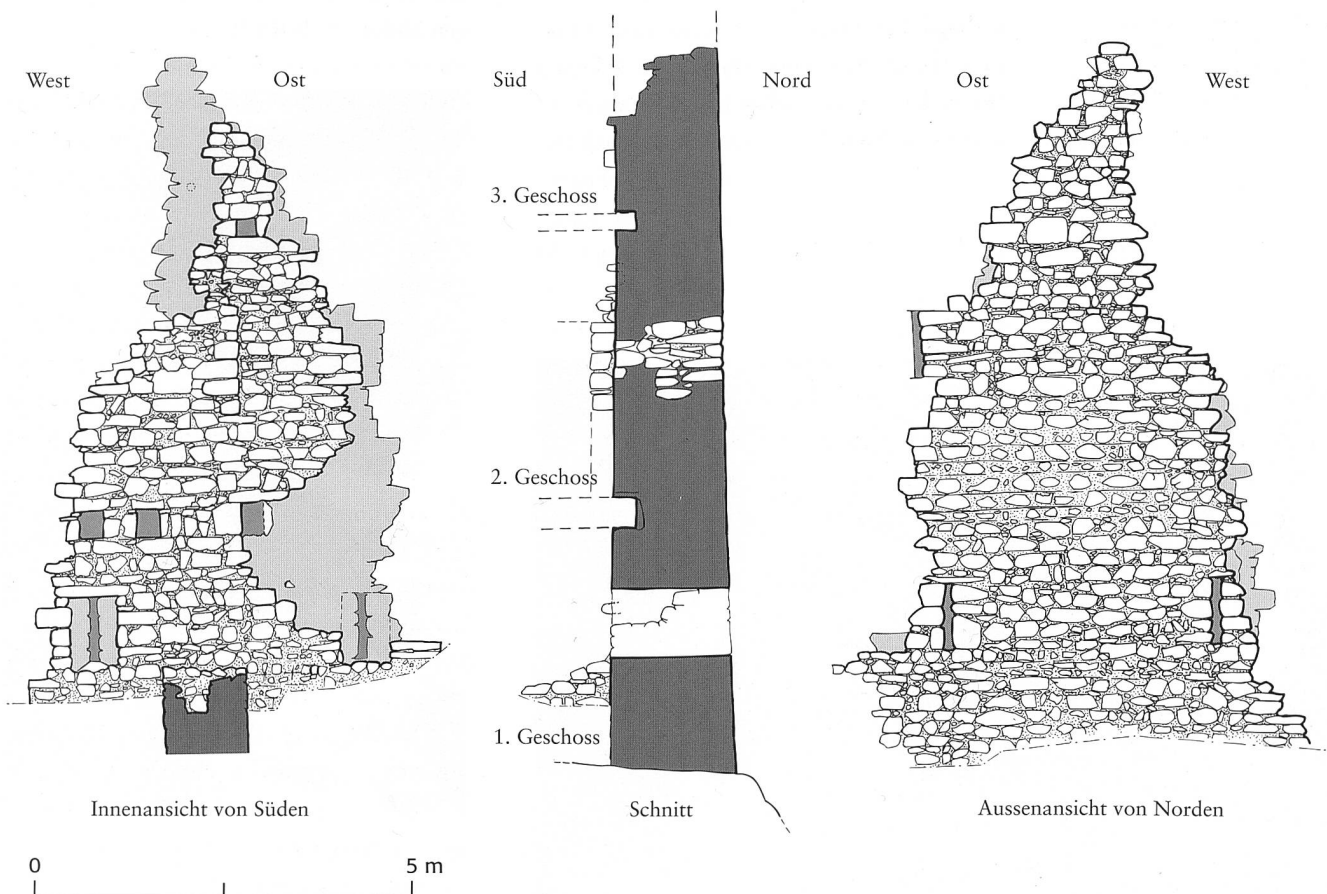 West Ost Süd Nord Ost West
3. Geschoss
2. Geschoss
1. Geschoss
Innenansicht von Süden Schnitt Aussenansicht von Norden
0 5 m